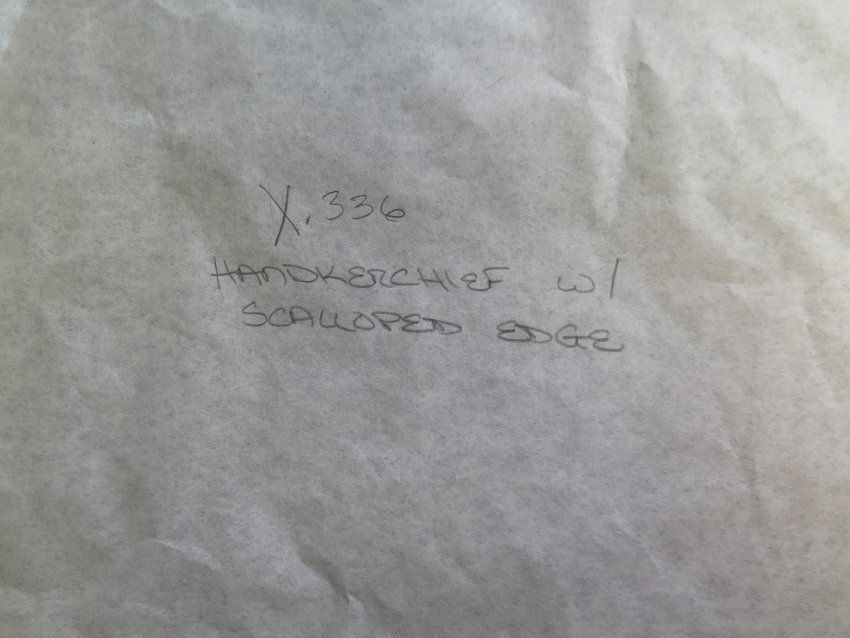 X.336
HANDKERCHIEF w/
SCALLOPED EDGE